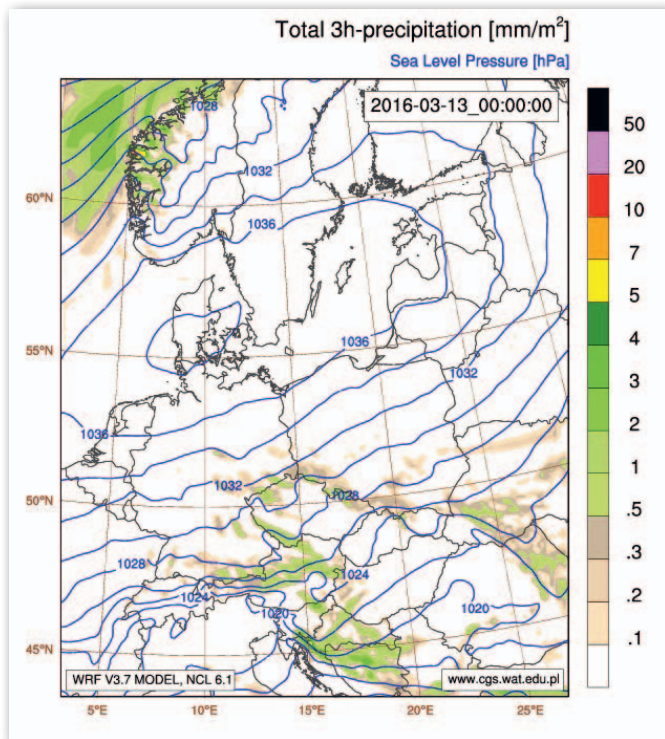 Total 3h-precipitation [mm/m²]
Sea Level Pressure [hPa]
2016-03-13_00:00:00
1028
1032
60°N
1036
1036
55°N
1032
1036
1032
1028
50°N
1028
1024
1024
1020
1020
45°N
WRF V3.7 MODEL, NCL 6.1
www.cgs.wat.edu.pl
5°E
10°E
15°E
20°E
25°E
50
20
10
7
5
4
3
2
1
.5
.3
.2
.1